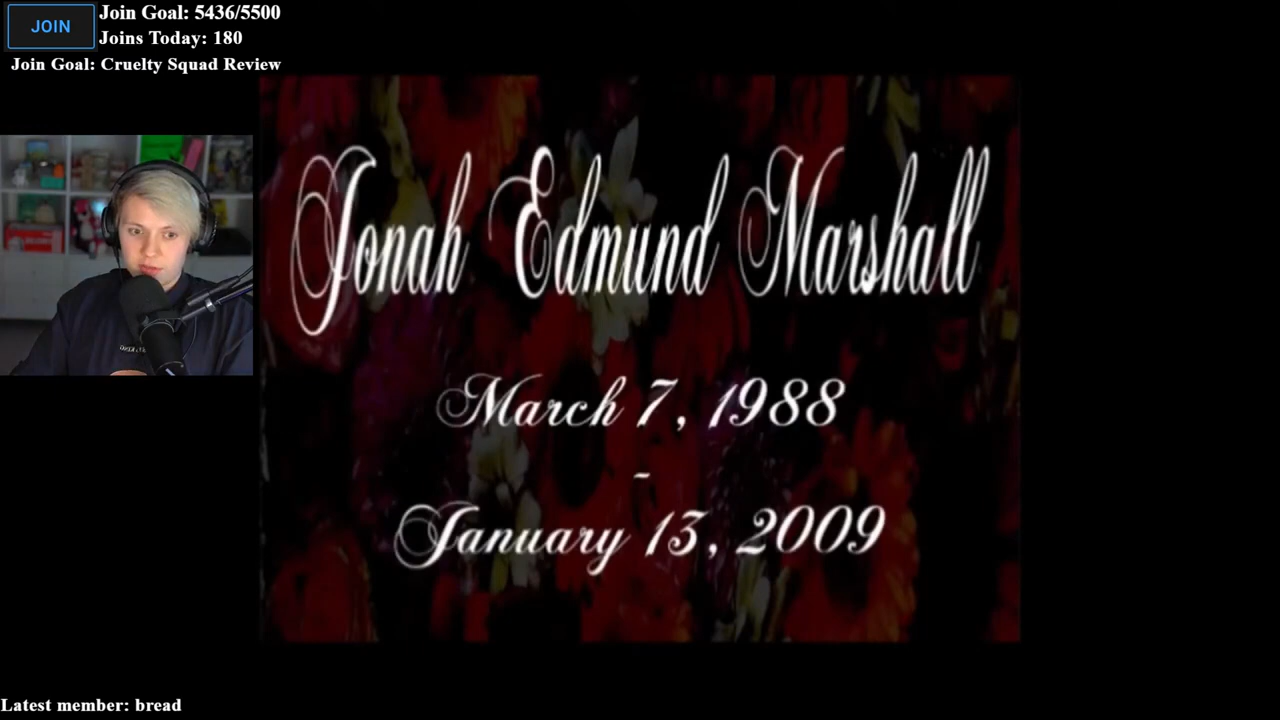 JOIN
Join Goal: 5436/5500
Joins Today: 180
Join Goal: Cruelty Squad Review
Jonah Edmund Marshall
March 7, 1988
-
January 13, 2009
Latest member: bread